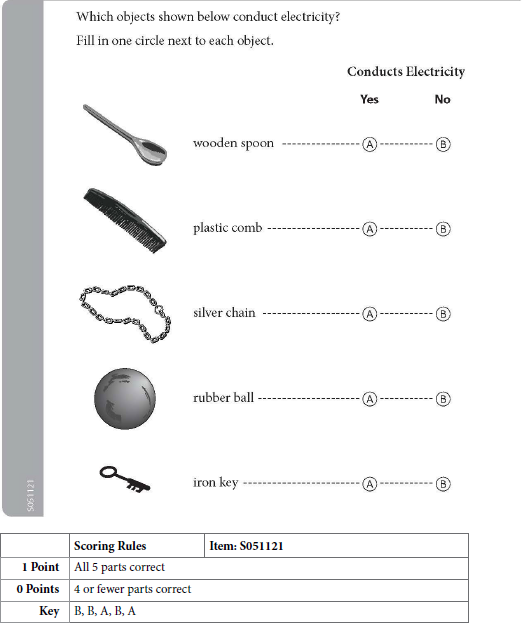 Which objects shown below conduct electricity?
Fill in one circle next to each object.
Conducts Electricity
Yes No
wooden spoon A B
plastic comb A B
silver chain A B
rubber ball A B
iron key A B
S051121
Scoring Rules Item: S051121
1 Point All 5 parts correct
0 Points 4 or fewer parts correct
Key B, B, A, B, A